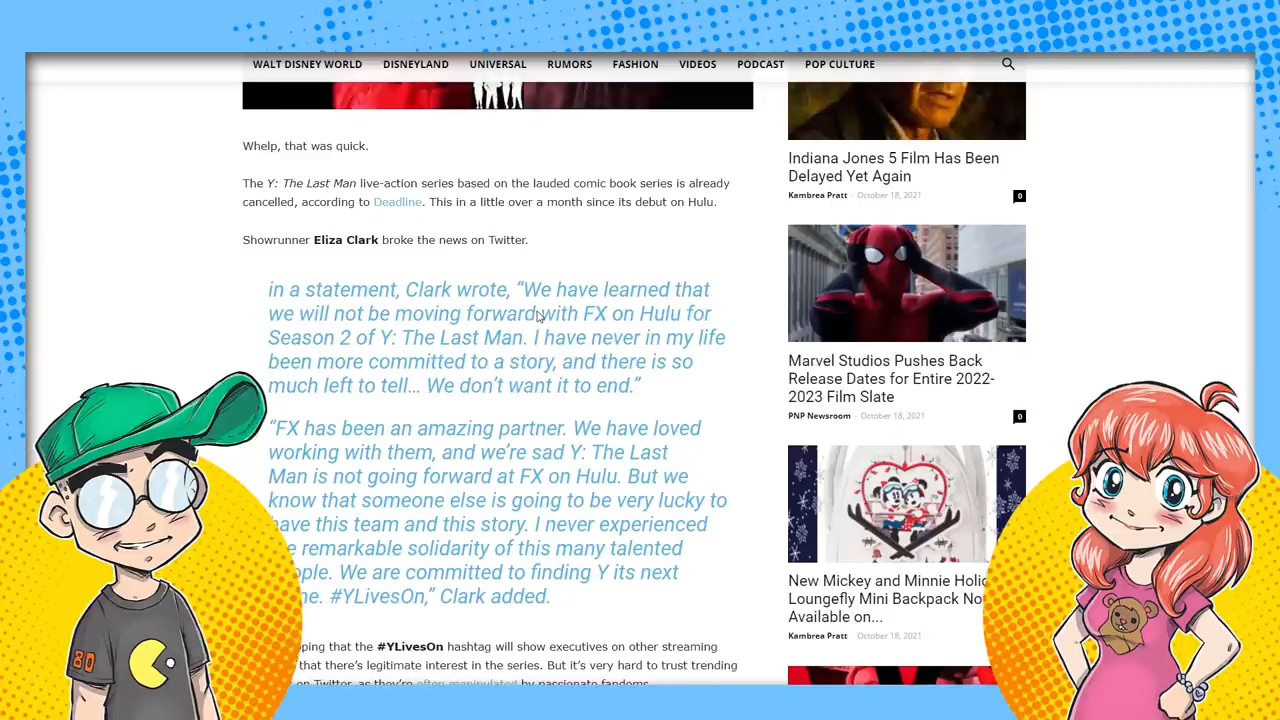 WALT DISNEY WORLD DISNEYLAND UNIVERSAL RUMORS FASHION VIDEOS PODCAST POP CULTURE
Whelp, that was quick.
The Y: The Last Man live-action series based on the lauded comic book series is already
cancelled, according to Deadline. This in a little over a month since its debut on Hulu.
Showrunner Eliza Clark broke the news on Twitter.
in a statement, Clark wrote, “We have learned that
we will not be moving forward with FX on Hulu for
Season 2 of Y: The Last Man. I have never in my life
been more committed to a story, and there is so
much left to tell… We don’t want it to end.”
“FX has been an amazing partner. We have loved
working with them, and we’re sad Y: The Last
Man is not going forward at FX on Hulu. But we
know that someone else is going to be very lucky to
have this team and this story. I never experienced
remarkable solidarity of this many talented
We are committed to finding Y its next
#YLivesOn,” Clark added.
that the #YLivesOn hashtag will show executives on other streaming
that there’s legitimate interest in the series. But it’s very hard to trust trending
on Twitter, as they’re often manipulated by passionate fandoms.
Indiana Jones 5 Film Has Been
Delayed Yet Again
Kambrea Pratt - October 18, 2021 0
Marvel Studios Pushes Back
Release Dates for Entire 2022-
2023 Film Slate
PNP Newsroom - October 18, 2021 0
New Mickey and Minnie
Loungefly Mini Backpack
Available on...
Kambrea Pratt - October 18, 2021
80